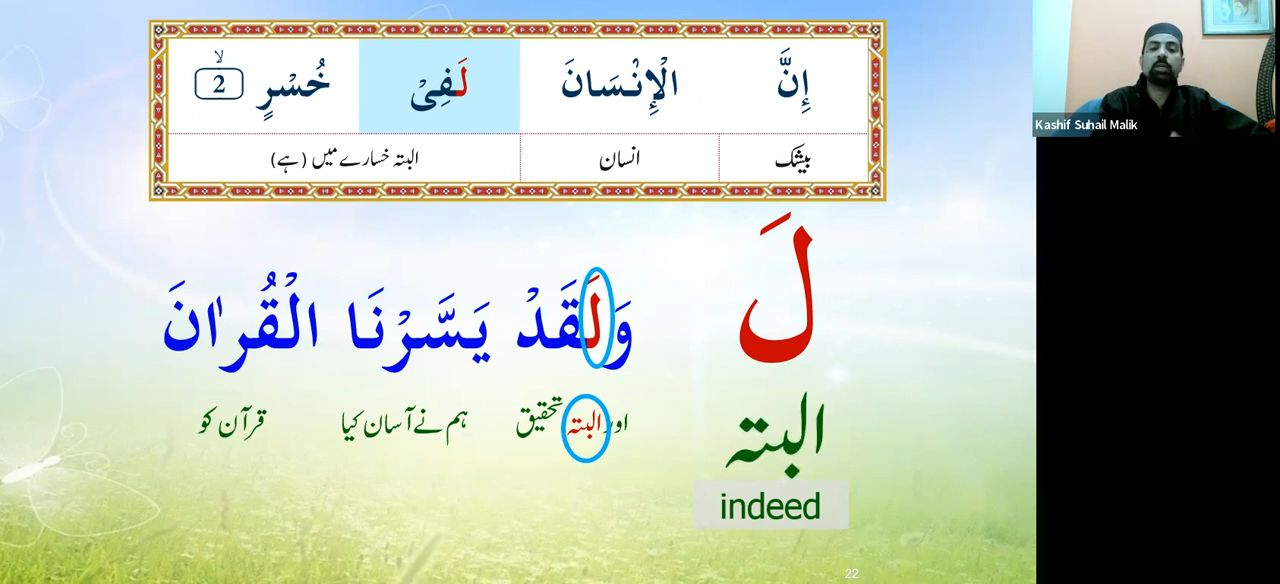 إِنَّ الْإِنْسَانَ لَفِيْ خُسْرٍ ۙ 2
بیشک انسان البتہ خسارے میں (ہے)
لَ
وَلَقَدْ يَسَّرْنَا الْقُرْاٰنَ
اور البتہ تحقیق ہم نے آسان کیا قرآن کو
البتہ
indeed
22
Kashif Suhail Malik